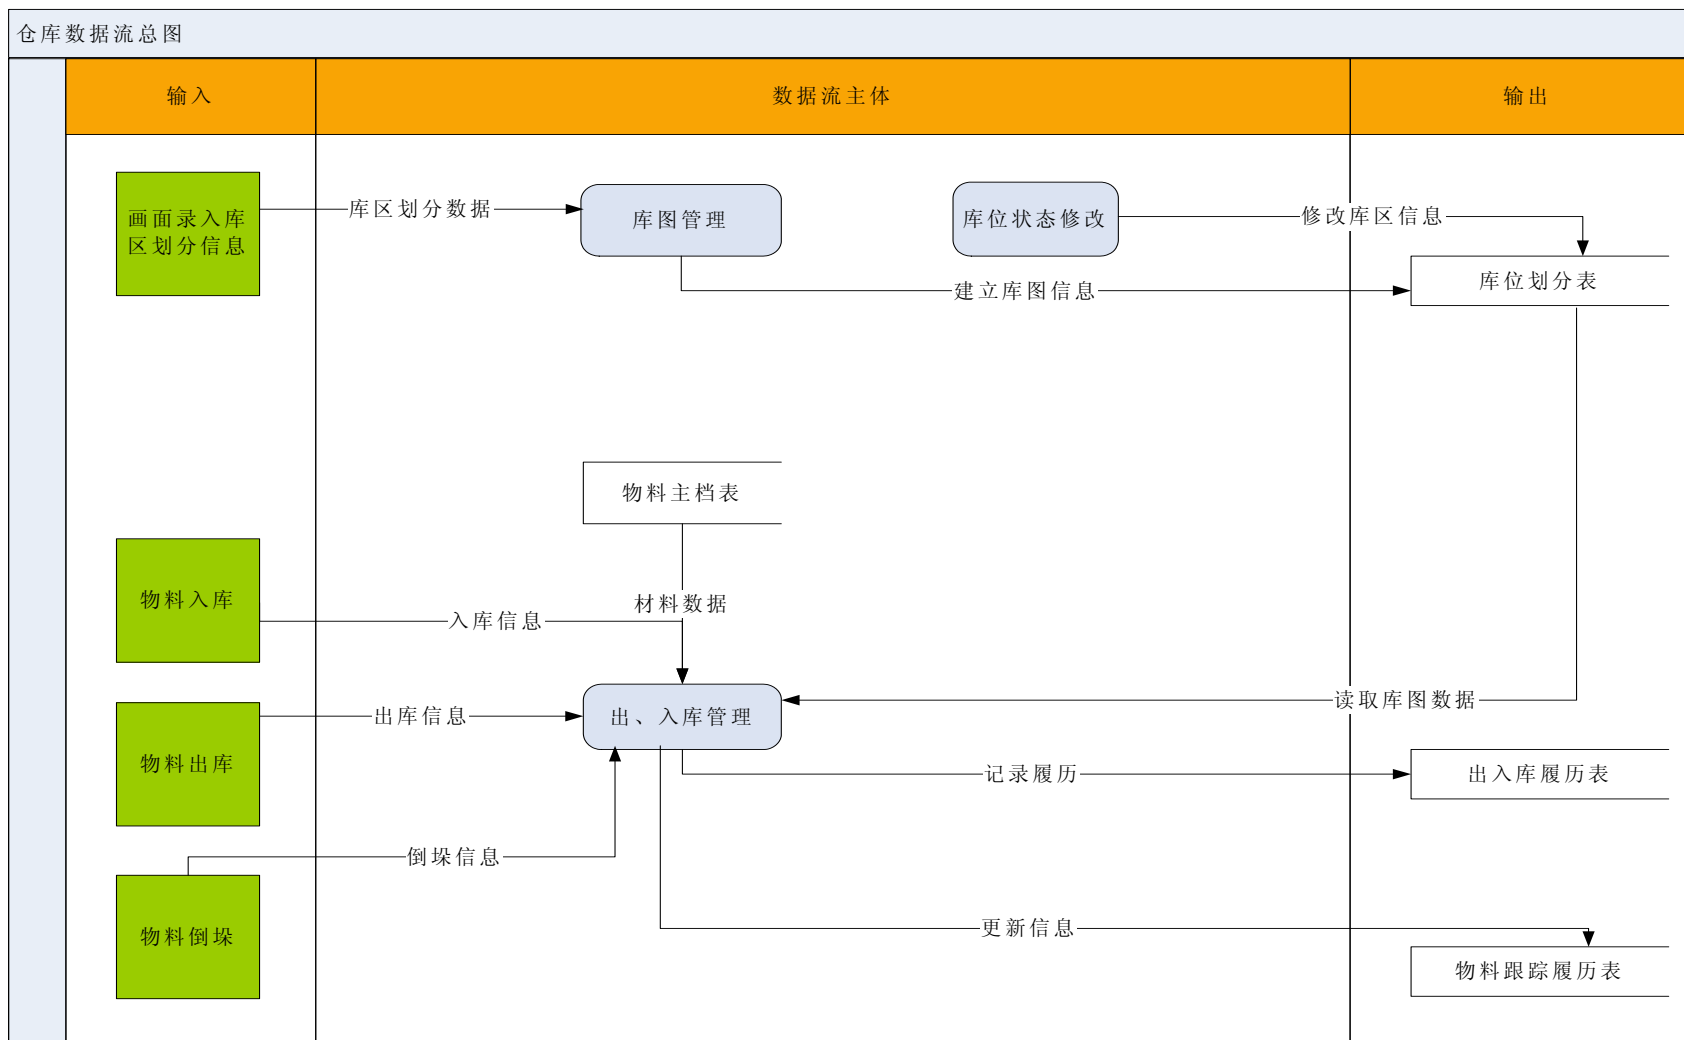 仓库数据流总图
输入
数据流主体
输出
画面录入库
区划分信息
库区划分数据
库图管理
库位状态修改
修改库区信息
建立库图信息
库位划分表
物料主档表
物料入库
材料数据
入库信息
出、入库管理
读取库图数据
出库信息
物料出库
记录履历
出入库履历表
倒垛信息
物料倒垛
更新信息
物料跟踪履历表